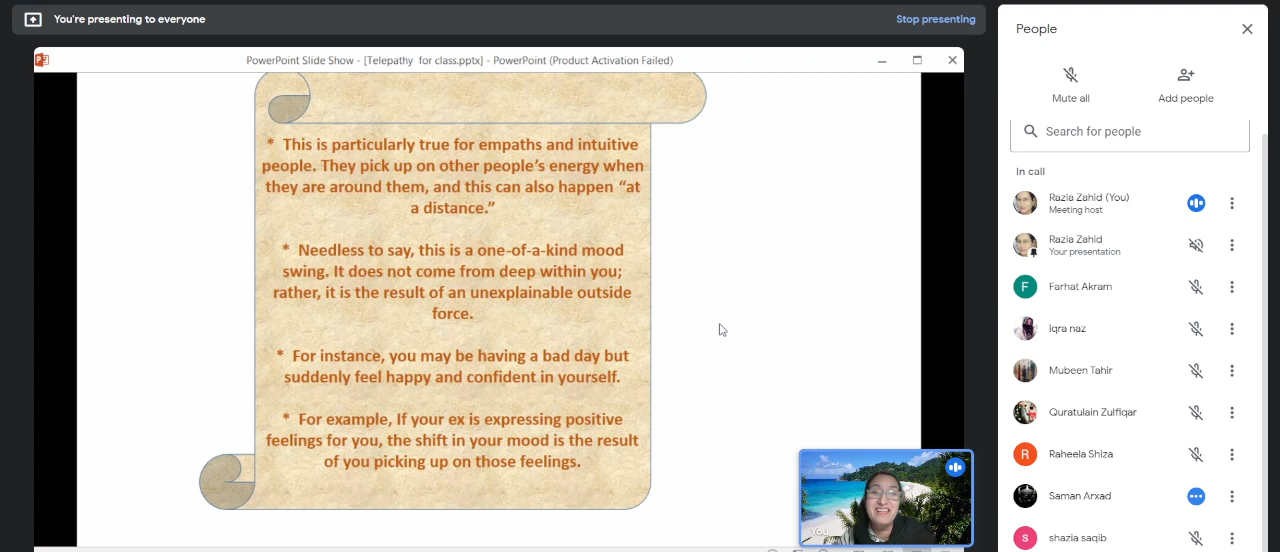 You're presenting to everyone
Stop presenting
PowerPoint Slide Show - [Telepathy for class.pptx] - PowerPoint (Product Activation Failed)
* This is particularly true for empaths and intuitive
people. They pick up on other people's energy when
they are around them, and this can also happen "at
a distance."
* Needless to say, this is a one-of-a-kind mood
swing. It does not come from deep within you;
rather, it is the result of an unexplainable outside
force.
* For instance, you may be having a bad day but
suddenly feel happy and confident in yourself.
* For example, If your ex is expressing positive
feelings for you, the shift in your mood is the result
of you picking up on those feelings.
You
People
Mute all
Add people
Search for people
In call
Razia Zahid (You)
Meeting host
Razia Zahid
Your presentation
F
Farhat Akram
iqra naz
Mubeen Tahir
Quratulain Zulfiqar
R
Raheela Shiza
Saman Arxad
s
shazia saqib